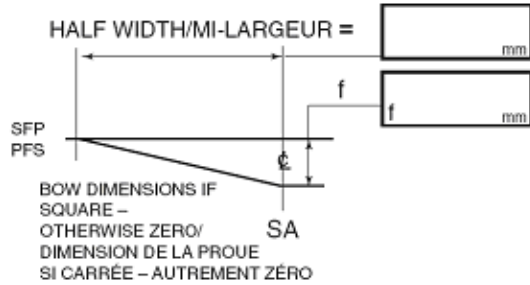 HALF WIDTH/MI-LARGEUR =
mm
f
f
mm
SFP
PFS
℄
BOW DIMENSIONS IF
SQUARE –
OTHERWISE ZERO/
DIMENSION DE LA PROUE
SI CARRÉE – AUTREMENT ZÉRO
SA